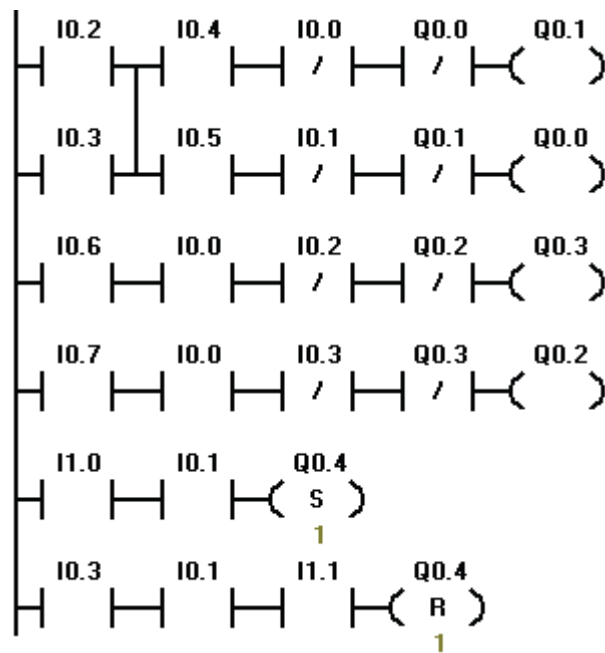 I0.2 I0.4 I0.0 Q0.0 Q0.1
/ /
I0.3 I0.5 I0.1 Q0.1 Q0.0
/ /
I0.6 I0.0 I0.2 Q0.2 Q0.3
/ /
I0.7 I0.0 I0.3 Q0.3 Q0.2
/ /
I1.0 I0.1 Q0.4
S
1
I0.3 I0.1 I1.1 Q0.4
R
1